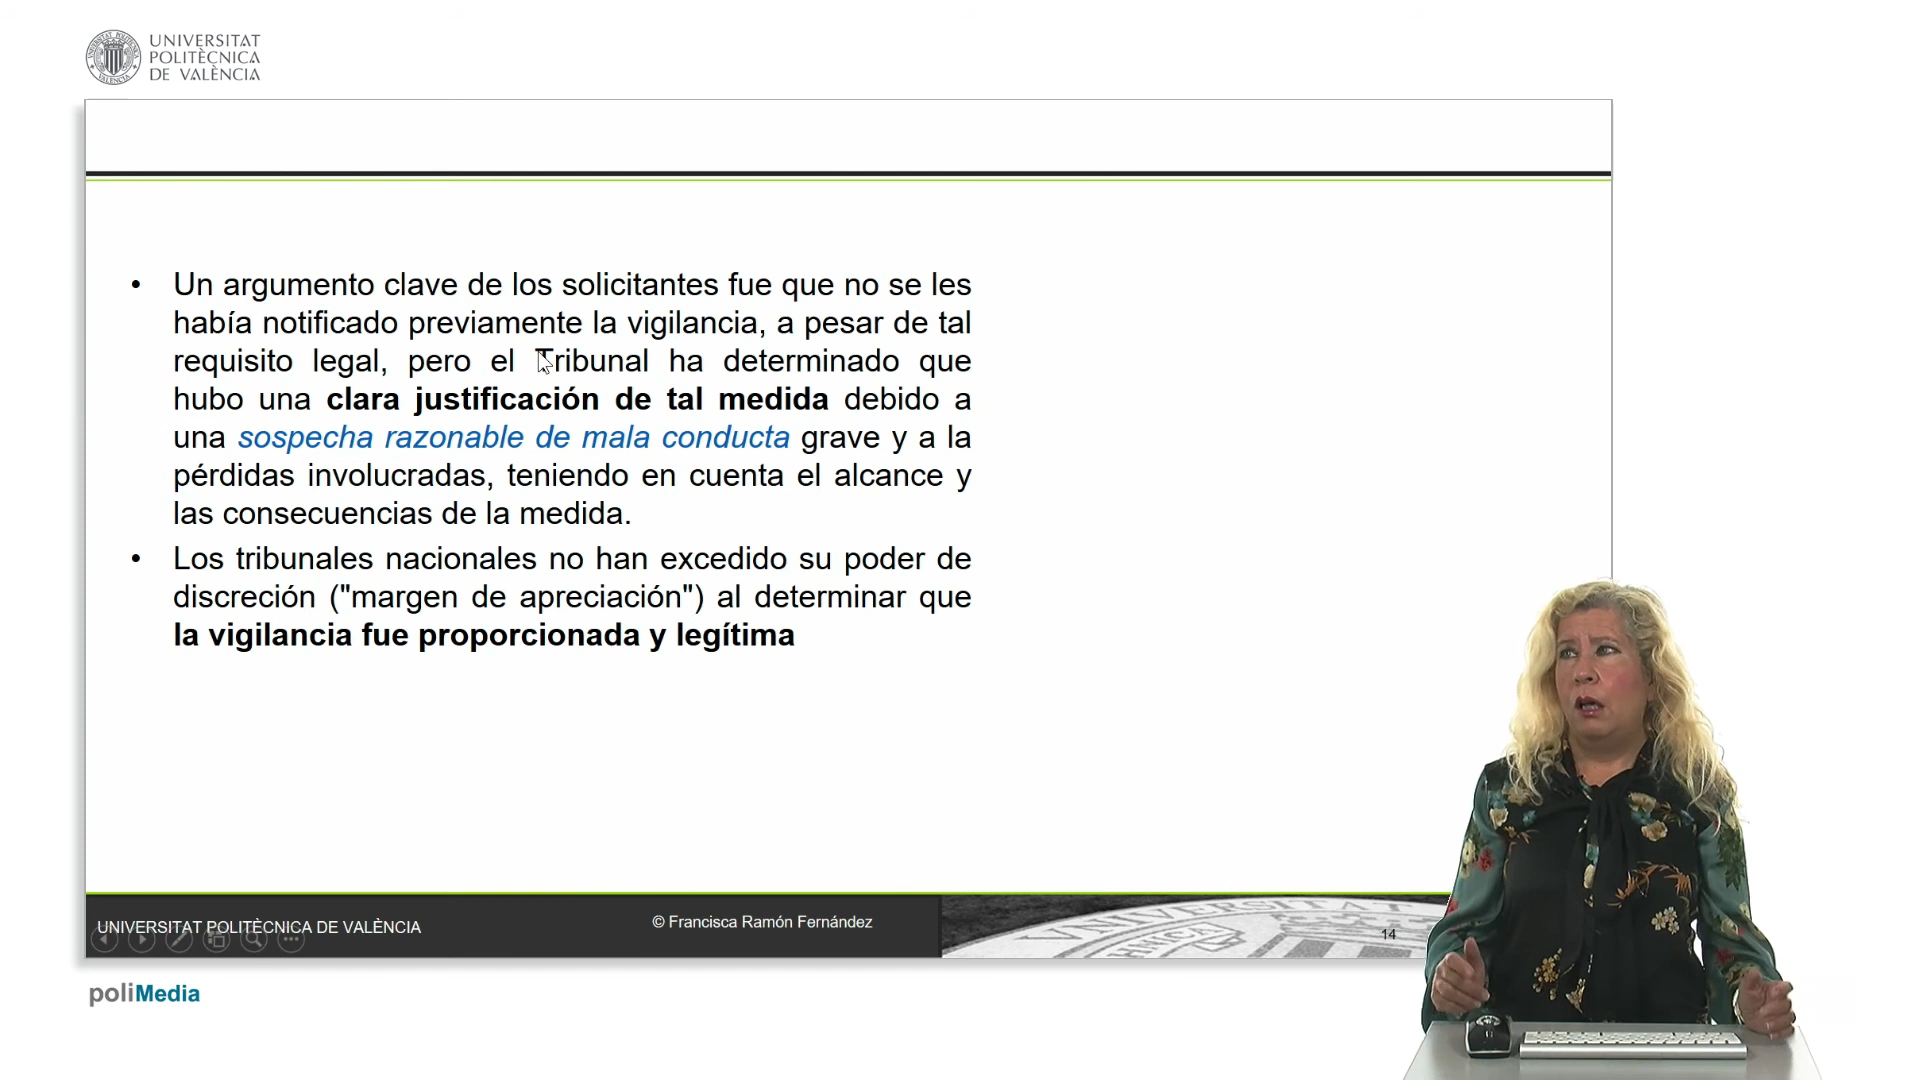 UNIVERSITAT
POLITÈCNICA
DE VALÈNCIA
• Un argumento clave de los solicitantes fue que no se les
había notificado previamente la vigilancia, a pesar de tal
requisito legal, pero el Tribunal ha determinado que
hubo una clara justificación de tal medida debido a
una sospecha razonable de mala conducta grave y a la
pérdidas involucradas, teniendo en cuenta el alcance y
las consecuencias de la medida.
• Los tribunales nacionales no han excedido su poder de
discreción ("margen de apreciación") al determinar que
la vigilancia fue proporcionada y legítima
UNIVERSITAT POLITÈCNICA DE VALÈNCIA
© Francisca Ramón Fernández
14
poliMedia